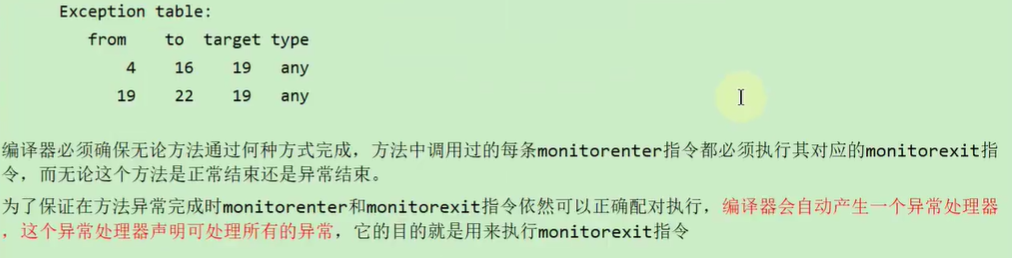 Exception table:
from to target type
4 16 19 any
19 22 19 any
编译器必须确保无论方法通过何种方式完成，方法中调用过的每条monitorenter指令都必须执行其对应的monitorexit指
令，而无论这个方法是正常结束还是异常结束。
为了保证在方法异常完成时monitorenter和monitorexit指令依然可以正确配对执行，编译器会自动产生一个异常处理器
，这个异常处理器声明可处理所有的异常，它的目的就是用来执行monitorexit指令